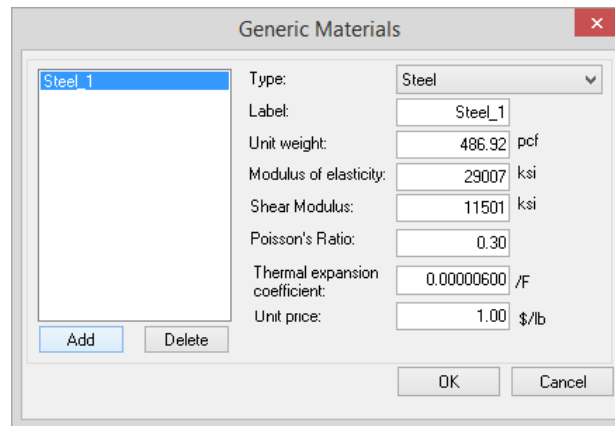 Generic Materials
Steel_1
Type: Steel
Label: Steel_1
Unit weight: 486.92 pcf
Modulus of elasticity: 29007 ksi
Shear Modulus: 11501 ksi
Poisson's Ratio: 0.30
Thermal expansion
coefficient: 0.00000600 /F
Unit price: 1.00 $/lb
Add Delete
OK Cancel